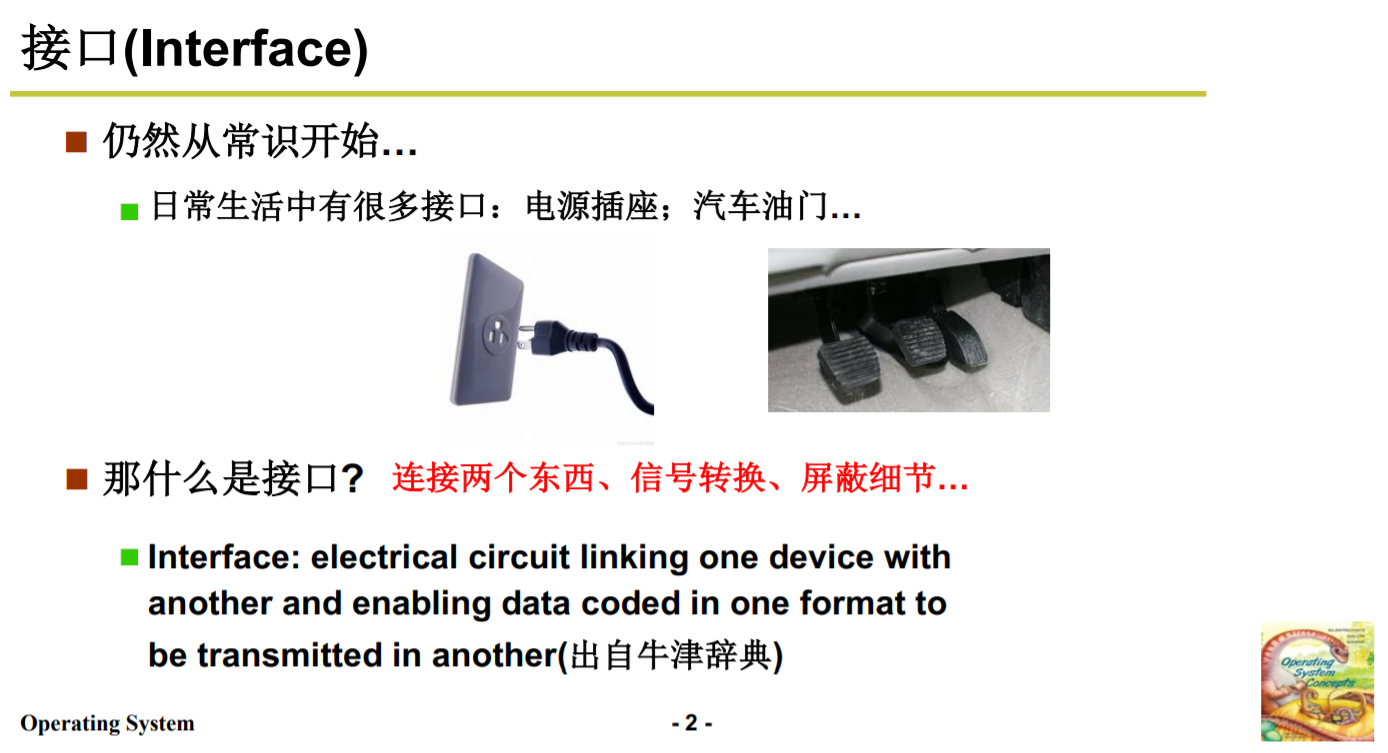 接口(Interface)
仍然从常识开始…
日常生活中有很多接口：电源插座；汽车油门…
那什么是接口? 连接两个东西、信号转换、屏蔽细节…
Interface: electrical circuit linking one device with
another and enabling data coded in one format to
be transmitted in another(出自牛津辞典)
Operating
System
Concepts
Operating System
- 2 -